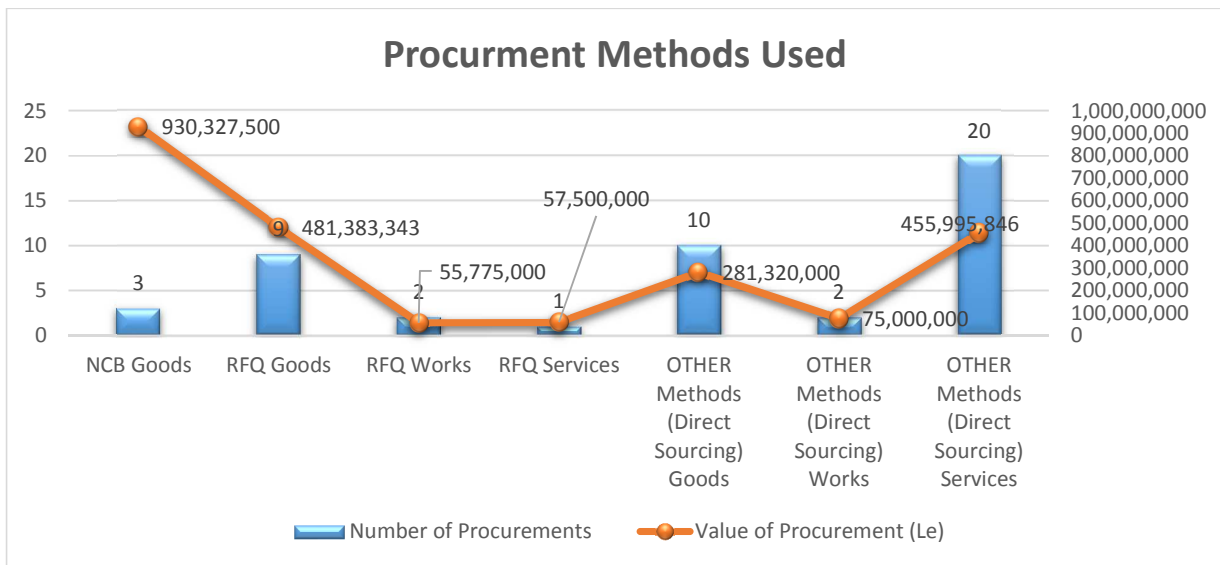 Procurment Methods Used
25
20
15
10
5
0
1,000,000,000
900,000,000
800,000,000
700,000,000
600,000,000
500,000,000
400,000,000
300,000,000
200,000,000
100,000,000
0
930,327,500
481,383,343
55,775,000
57,500,000
281,320,000
75,000,000
455,995,846
3
9
2
1
10
2
20
NCB Goods
RFQ Goods
RFQ Works
RFQ Services
OTHER
Methods
(Direct
Sourcing)
Goods
OTHER
Methods
(Direct
Sourcing)
Works
OTHER
Methods
(Direct
Sourcing)
Services
Number of Procurements
Value of Procurement (Le)